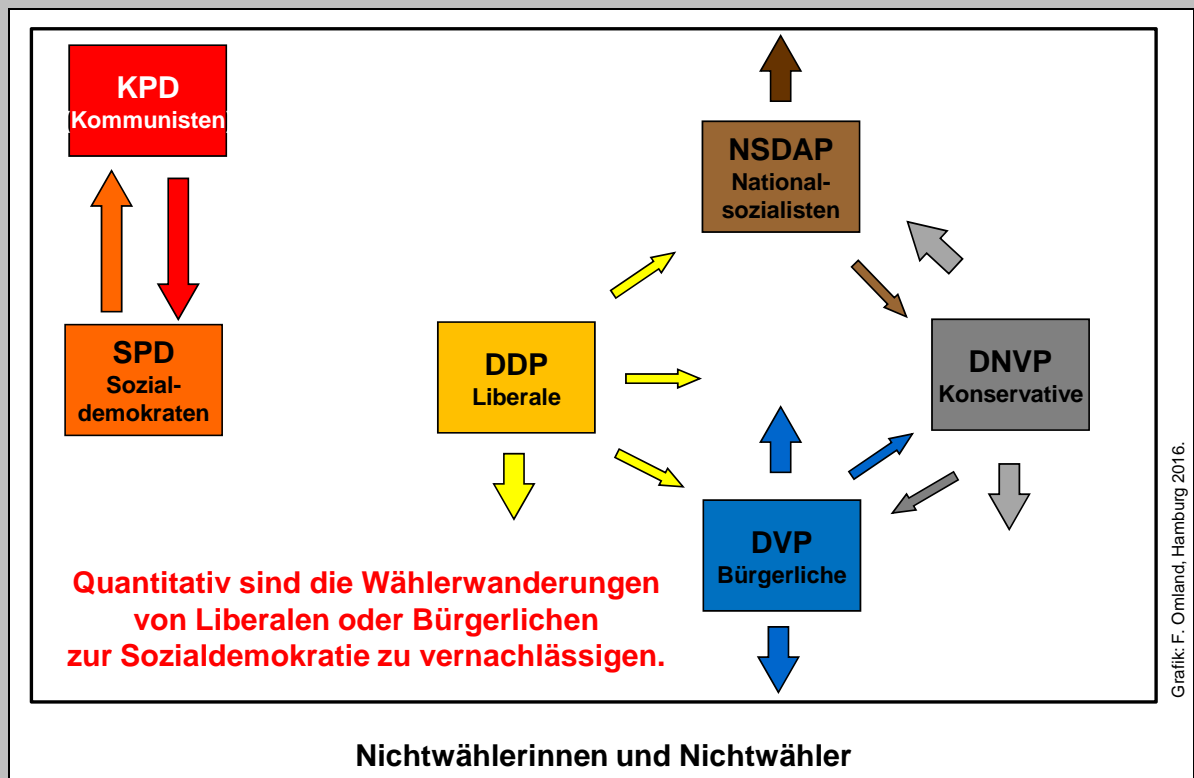 KPD
(Kommunisten)
NSDAP
National-
sozialisten
SPD
Sozial-
demokraten
DDP
Liberale
DNVP
Konservative
DVP
Bürgerliche
Quantitativ sind die Wählerwanderungen
von Liberalen oder Bürgerlichen
zur Sozialdemokratie zu vernachlässigen.
Grafik: F. Omland, Hamburg 2016.
Nichtwählerinnen und Nichtwähler